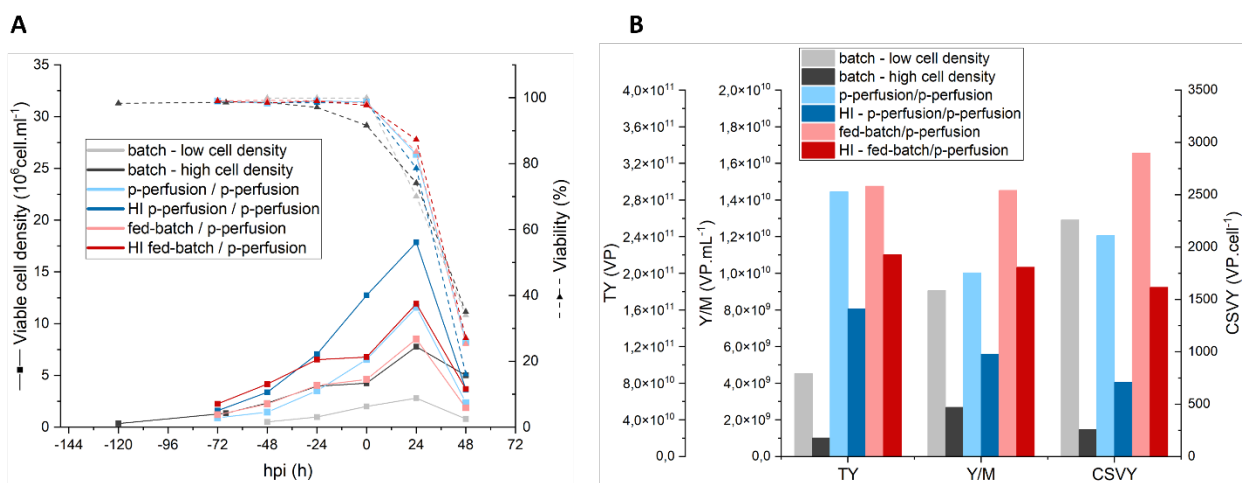 A
35
30
25
20
15
10
5
0
Viable cell density (10⁶cell.ml⁻¹)
100
80
60
40
20
0
Viability (%)
batch - low cell density
batch - high cell density
p-perfusion / p-perfusion
HI p-perfusion / p-perfusion
fed-batch / p-perfusion
HI fed-batch / p-perfusion
-144 -120 -96 -72 -48 -24 0 24 48 72
hpi (h)
B
batch - low cell density
batch - high cell density
p-perfusion/p-perfusion
HI - p-perfusion/p-perfusion
fed-batch/p-perfusion
HI - fed-batch/p-perfusion
TY (VP)
4,0×10¹¹
3,6×10¹¹
3,2×10¹¹
2,8×10¹¹
2,4×10¹¹
2,0×10¹¹
1,6×10¹¹
1,2×10¹¹
8,0×10¹⁰
4,0×10¹⁰
0,0
Y/M (VP.mL⁻¹)
2,0×10¹⁰
1,8×10¹⁰
1,6×10¹⁰
1,4×10¹⁰
1,2×10¹⁰
1,0×10¹⁰
8,0×10⁹
6,0×10⁹
4,0×10⁹
2,0×10⁹
0,0
3500
3000
2500
2000
1500
1000
500
0
CSVY (VP.cell⁻¹)
TY Y/M CSVY